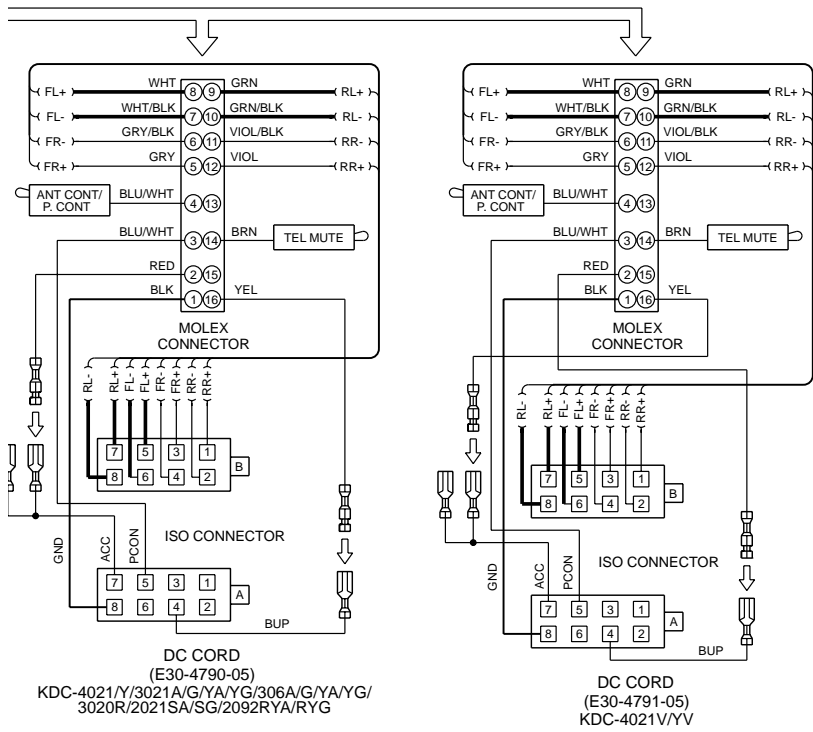 FL+ WHT 8 9 GRN RL+
FL- WHT/BLK 7 10 GRN/BLK RL-
FR- GRY/BLK 6 11 VIOL/BLK RR-
FR+ GRY 5 12 VIOL RR+
ANT CONT/
P. CONT
BLU/WHT 4 13
BLU/WHT 3 14 BRN TEL MUTE
RED 2 15
BLK 1 16 YEL
MOLEX
CONNECTOR
RL- RL+ FL- FL+ FR- FR+ RR- RR+
7 5 3 1
8 6 4 2
B
ISO CONNECTOR
GND ACC PCON
7 5 3 1
8 6 4 2
A
BUP
DC CORD
(E30-4790-05)
KDC-4021/Y/3021A/G/YA/YG/306A/G/YA/YG/
3020R/2021SA/SG/2092RYA/RYG
FL+ WHT 8 9 GRN RL+
FL- WHT/BLK 7 10 GRN/BLK RL-
FR- GRY/BLK 6 11 VIOL/BLK RR-
FR+ GRY 5 12 VIOL RR+
ANT CONT/
P. CONT
BLU/WHT 4 13
BLU/WHT 3 14 BRN TEL MUTE
RED 2 15
BLK 1 16 YEL
MOLEX
CONNECTOR
RL- RL+ FL- FL+ FR- FR+ RR- RR+
7 5 3 1
8 6 4 2
B
ISO CONNECTOR
GND ACC PCON
7 5 3 1
8 6 4 2
A
BUP
DC CORD
(E30-4791-05)
KDC-4021V/YV